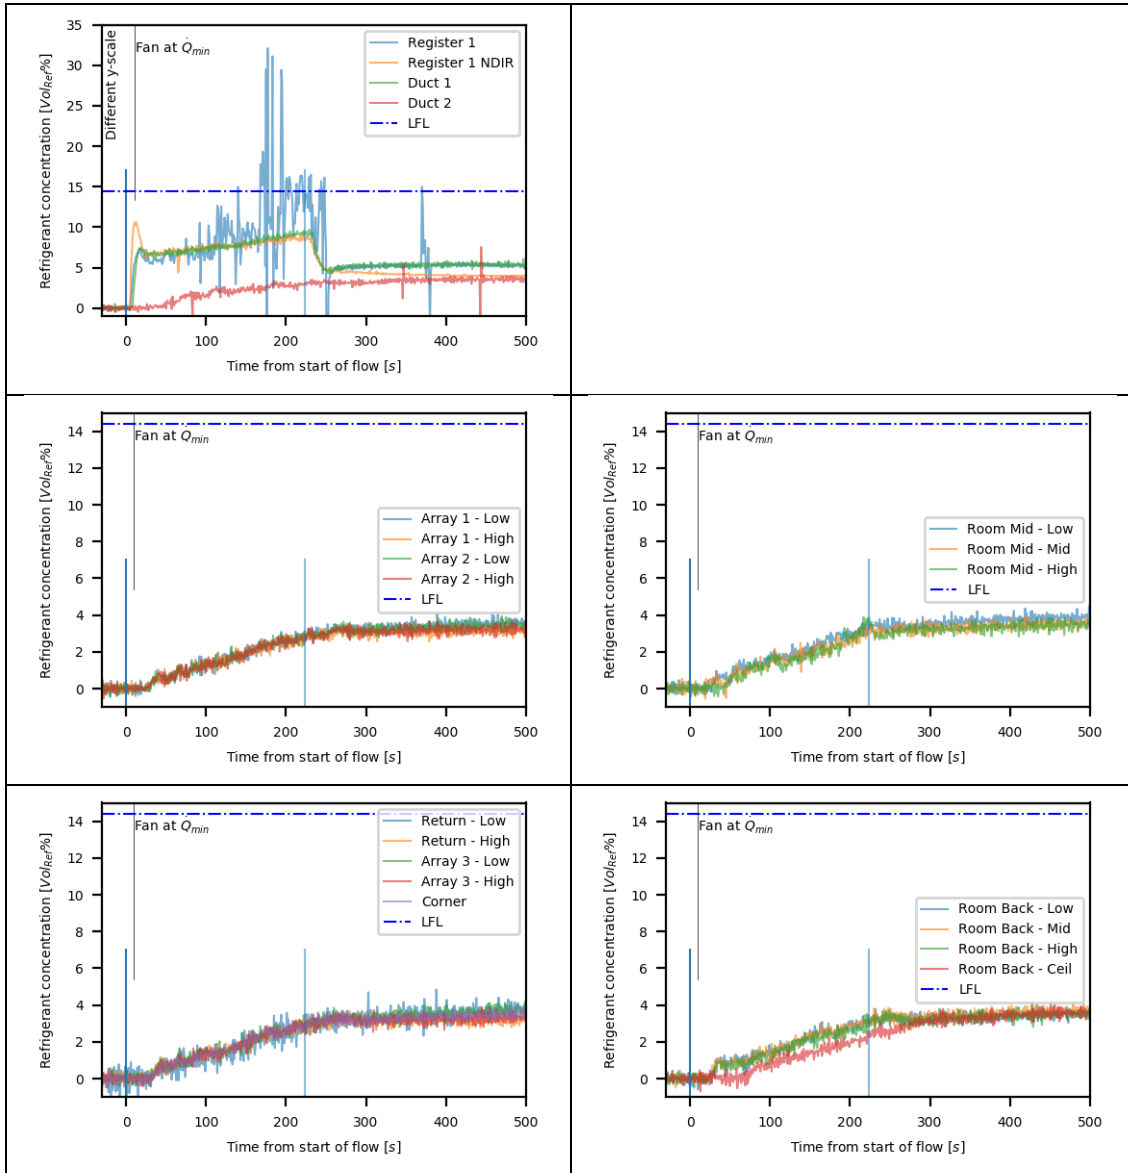 Different y-scale
Fan at Q̇min
Register 1
Register 1 NDIR
Duct 1
Duct 2
LFL
Refrigerant concentration [VolRef%]
35
30
25
20
15
10
5
0
0 100 200 300 400 500
Time from start of flow [s]
Fan at Q̇min
Array 1 - Low
Array 1 - High
Array 2 - Low
Array 2 - High
LFL
Refrigerant concentration [VolRef%]
14
12
10
8
6
4
2
0
0 100 200 300 400 500
Time from start of flow [s]
Fan at Q̇min
Room Mid - Low
Room Mid - Mid
Room Mid - High
LFL
Refrigerant concentration [VolRef%]
14
12
10
8
6
4
2
0
0 100 200 300 400 500
Time from start of flow [s]
Fan at Q̇min
Return - Low
Return - High
Array 3 - Low
Array 3 - High
Corner
LFL
Refrigerant concentration [VolRef%]
14
12
10
8
6
4
2
0
0 100 200 300 400 500
Time from start of flow [s]
Fan at Q̇min
Room Back - Low
Room Back - Mid
Room Back - High
Room Back - Ceil
LFL
Refrigerant concentration [VolRef%]
14
12
10
8
6
4
2
0
0 100 200 300 400 500
Time from start of flow [s]